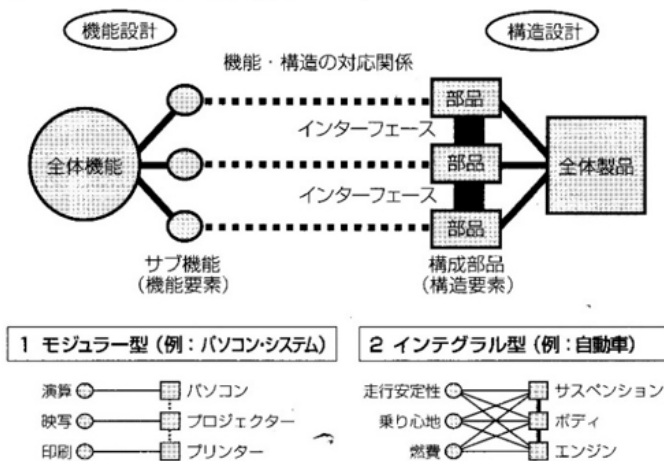 機能設計
構造設計
機能・構造の対応関係
部品
インターフェース
全体機能
部品
全体製品
インターフェース
部品
サブ機能
(機能要素)
構成部品
(構造要素)
1 モジュラー型(例:パソコン・システム)
2 インテグラル型(例:自動車)
演算
パソコン
映写
プロジェクター
印刷
プリンター
走行安定性
サスペンション
乗り心地
ボディ
燃費
エンジン